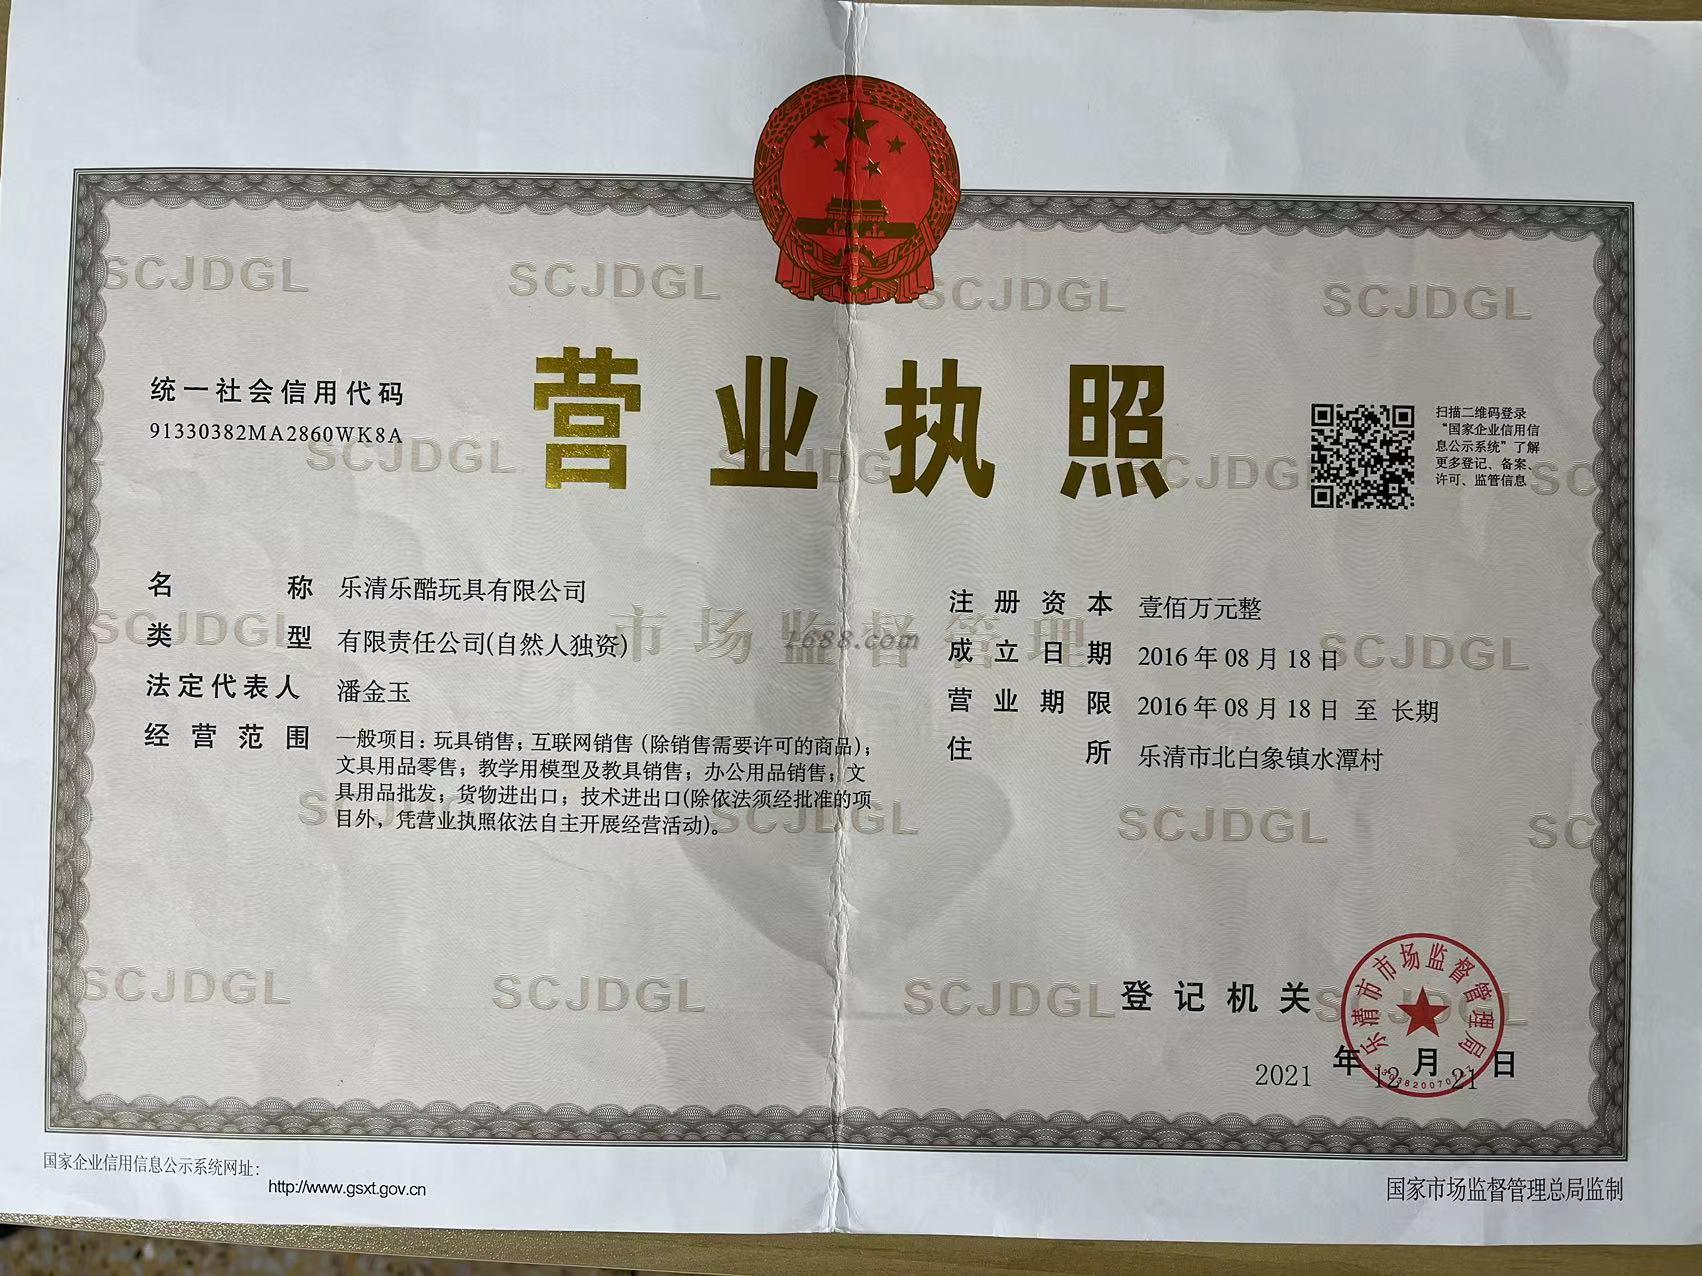 营业执照
统一社会信用代码
91330382MA2860WK8A
扫描二维码登录
“国家企业信用信
息公示系统”了解
更多登记、备案、
许可、监管信息
名称 乐清乐酷玩具有限公司
类型 有限责任公司(自然人独资)
法定代表人 潘金玉
经营范围 一般项目：玩具销售；互联网销售（除销售需要许可的商品）；
文具用品零售；教学用模型及教具销售；办公用品销售；文
具用品批发；货物进出口；技术进出口(除依法须经批准的项
目外，凭营业执照依法自主开展经营活动)。
注册资本 壹佰万元整
成立日期 2016年08月18日
营业期限 2016年08月18日 至 长期
住所 乐清市北白象镇水潭村
市场监督管理
1688.com
SCJDGL SCJDGL SCJDGL SCJDGL
SCJDGL SCJDGL SCJDGL SCJDGL
登记机关
乐清市市场监督管理局
2021 年 12 月 21 日
国家企业信用信息公示系统网址：
http://www.gsxt.gov.cn
国家市场监督管理总局监制